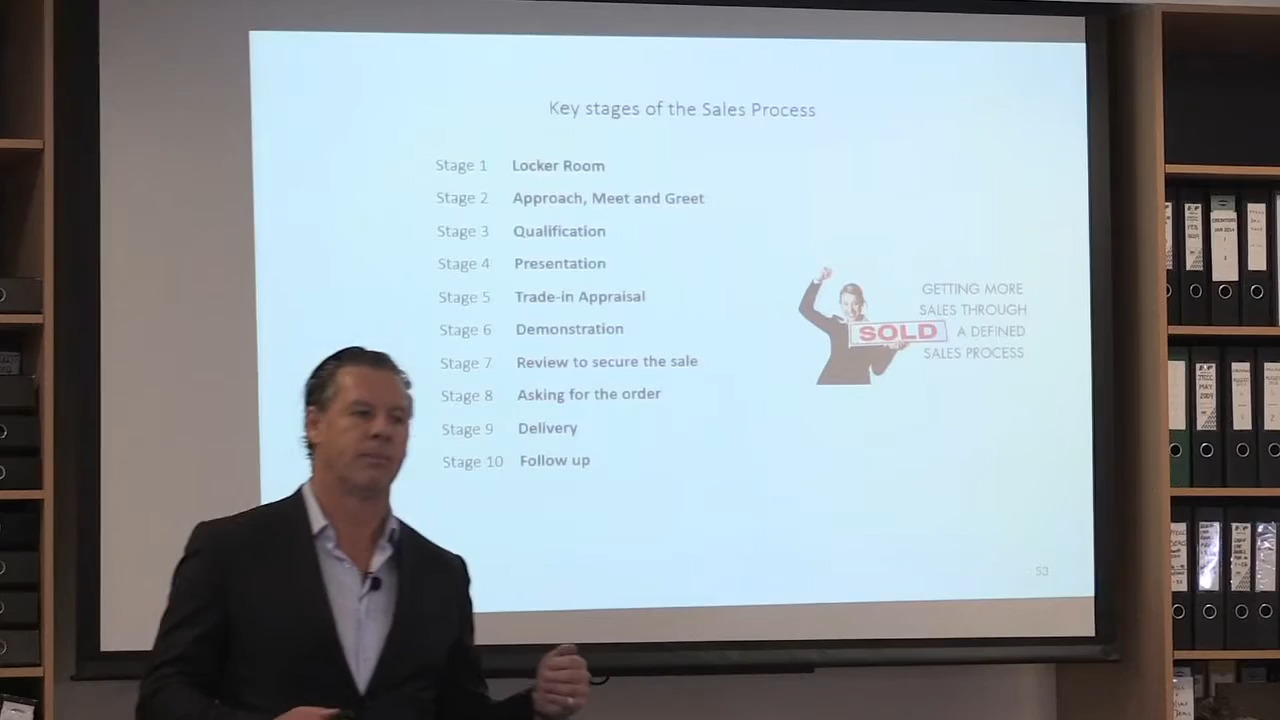 Key stages of the Sales Process
Stage 1 Locker Room
Stage 2 Approach, Meet and Greet
Stage 3 Qualification
Stage 4 Presentation
Stage 5 Trade-in Appraisal
Stage 6 Demonstration
Stage 7 Review to secure the sale
Stage 8 Asking for the order
Stage 9 Delivery
Stage 10 Follow up
GETTING MORE
SALES THROUGH
SOLD A DEFINED
SALES PROCESS
53